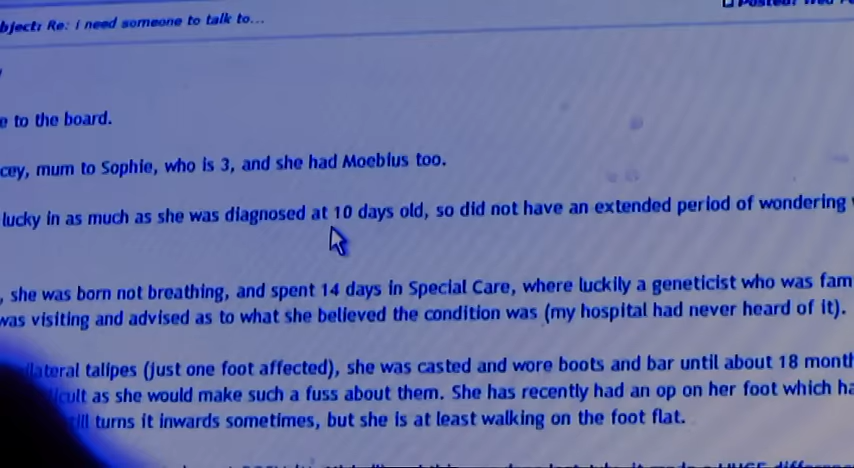 bject: Re: i need someone to talk to...
Posted: Wed
e to the board.
cey, mum to Sophie, who is 3, and she had Moebius too.
lucky in as much as she was diagnosed at 10 days old, so did not have an extended period of wondering
, she was born not breathing, and spent 14 days in Special Care, where luckily a geneticist who was fam
was visiting and advised as to what she believed the condition was (my hospital had never heard of it).
ilateral talipes (just one foot affected), she was casted and wore boots and bar until about 18 month
icult as she would make such a fuss about them. She has recently had an op on her foot which ha
till turns it inwards sometimes, but she is at least walking on the foot flat.